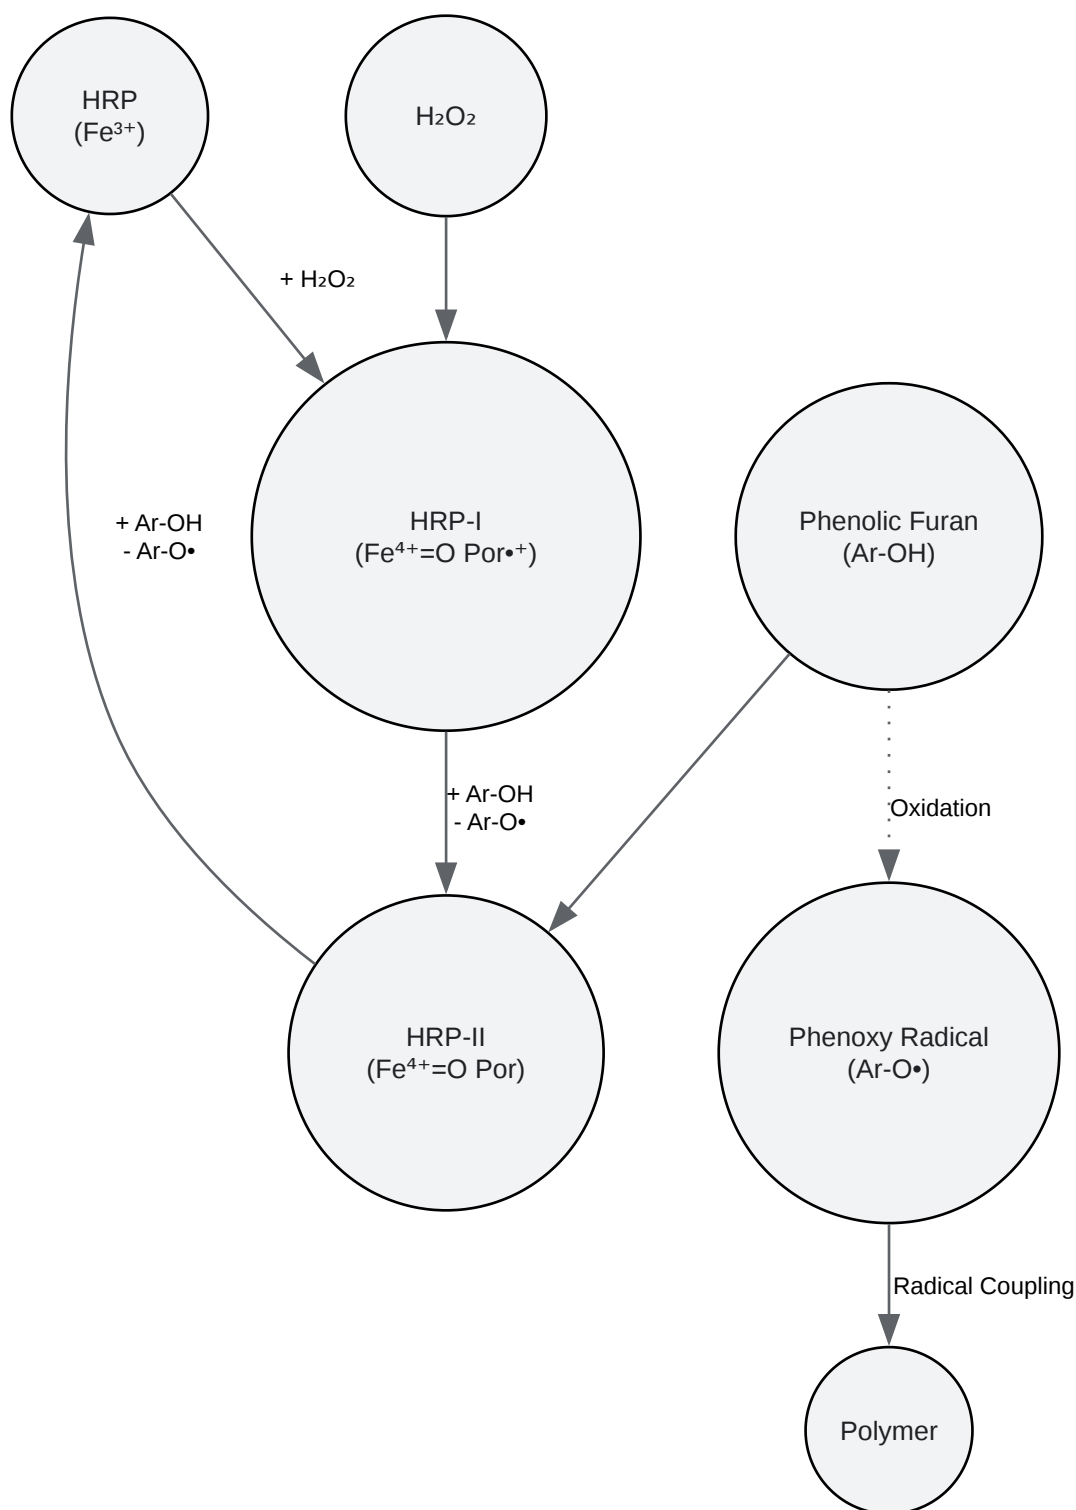 HRP
(Fe³⁺)
H₂O₂
+ H₂O₂
+ Ar-OH
- Ar-O•
HRP-I
(Fe⁴⁺=O Por•⁺)
Phenolic Furan
(Ar-OH)
+ Ar-OH
- Ar-O•
Oxidation
HRP-II
(Fe⁴⁺=O Por)
Phenoxy Radical
(Ar-O•)
Radical Coupling
Polymer